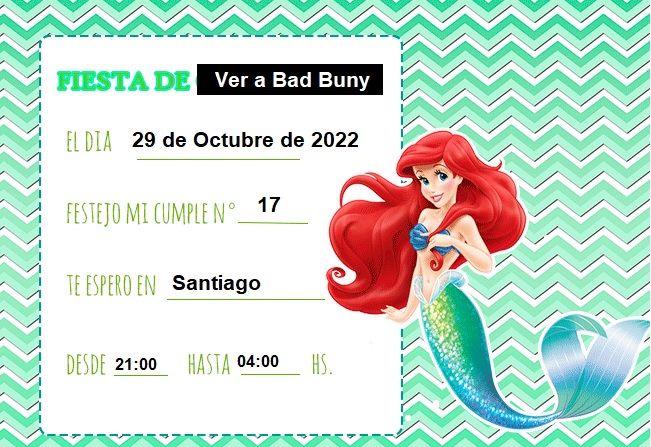 FIESTA DE Ver a Bad Buny
EL DIA 29 de Octubre de 2022
FESTEJO MI CUMPLE N° 17
TE ESPERO EN Santiago
DESDE 21:00 HASTA 04:00 HS.